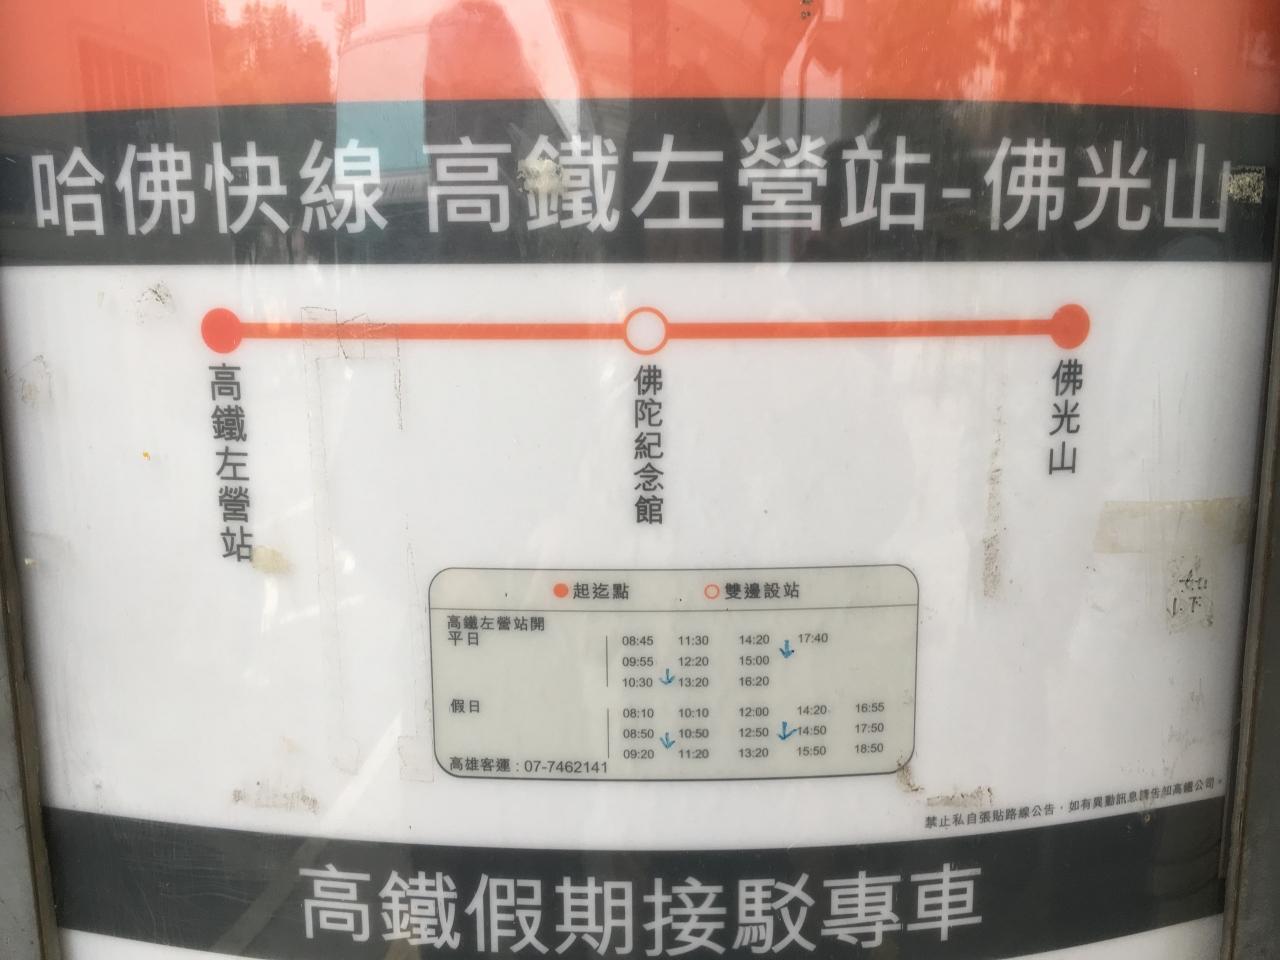 哈佛快線 高鐵左營站-佛光山
高鐵左營站
佛陀紀念館
佛光山
起迄點 雙邊設站
高鐵左營站開
平日
08:45 11:30 14:20 17:40
09:55 12:20 15:00
10:30 13:20 16:20
假日
08:10 10:10 12:00 14:20 16:55
08:50 10:50 12:50 14:50 17:50
09:20 11:20 13:20 15:50 18:50
高雄客運：07-7462141
禁止私自張貼路線公告，如有異動訊息請告知高鐵公司。
高鐵假期接駁專車